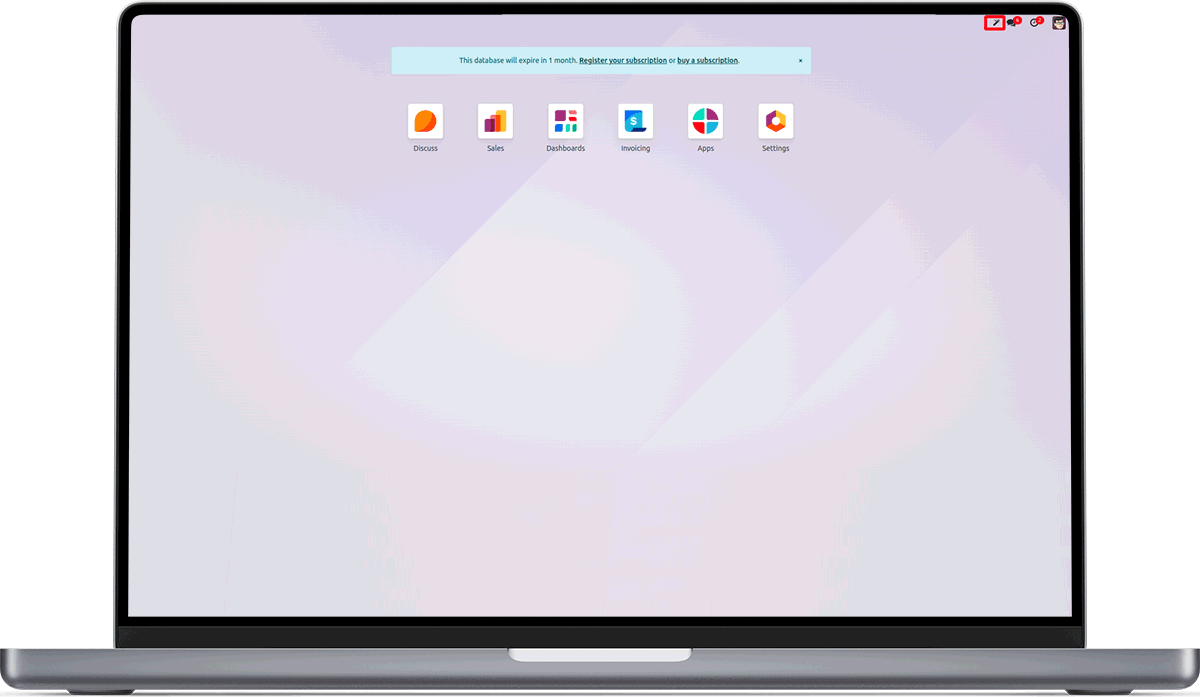 This database will expire in 1 month. Register your subscription or buy a subscription.
Discuss
Sales
Dashboards
Invoicing
Apps
Settings